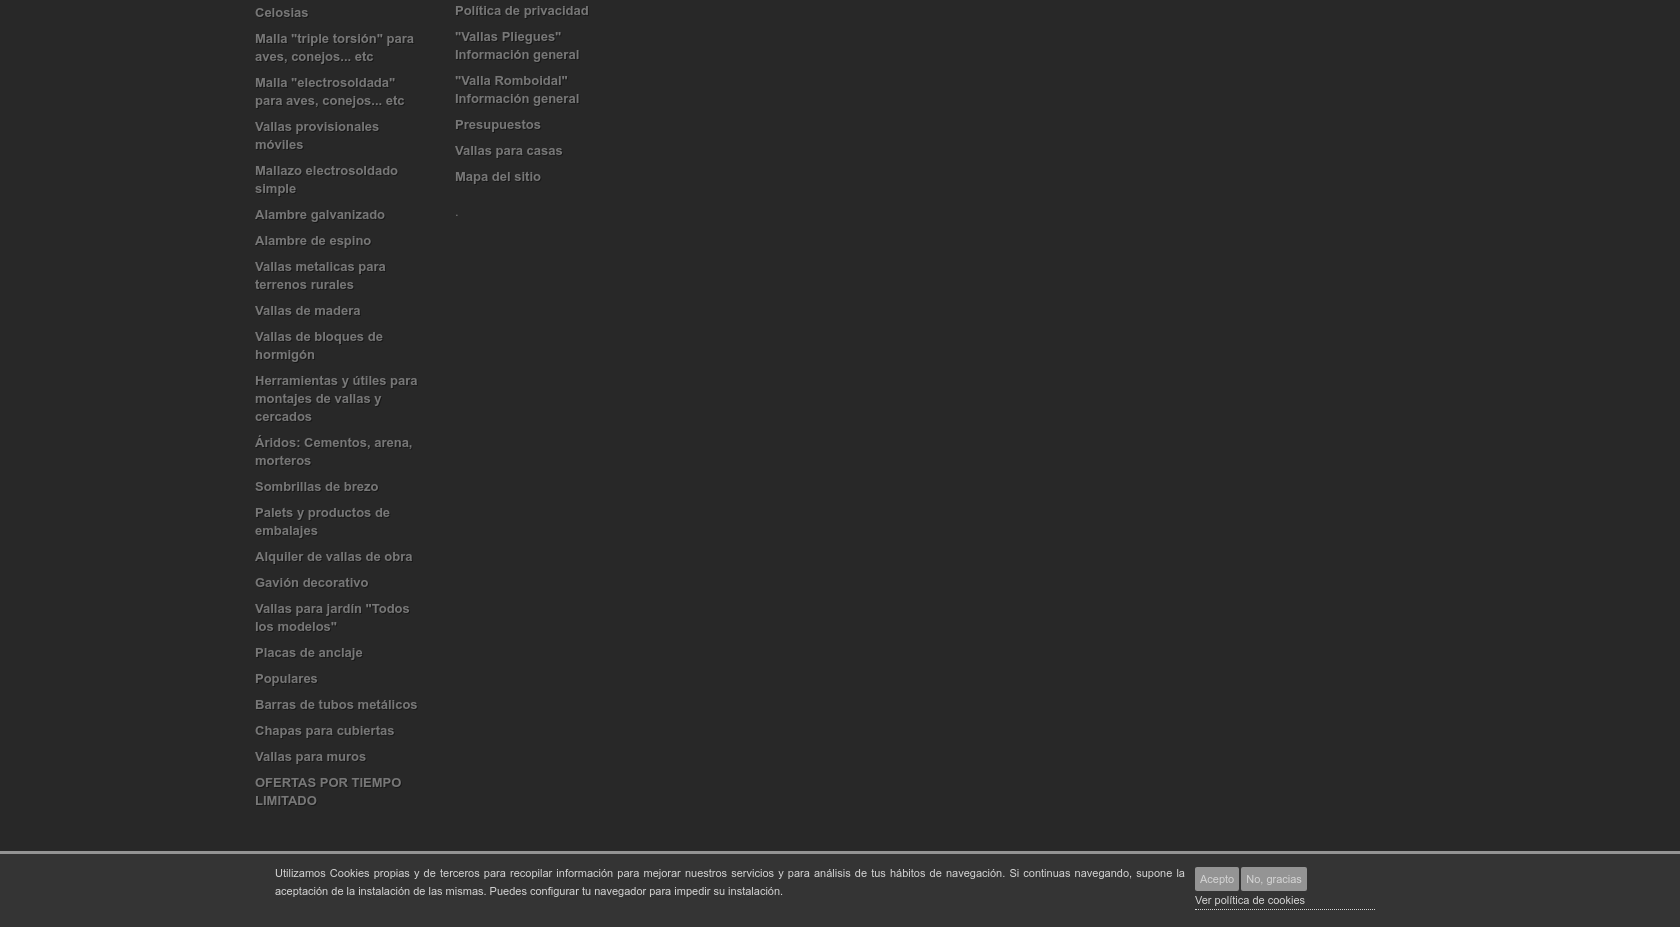 Celosias
Malla "triple torsión" para
aves, conejos... etc
Malla "electrosoldada"
para aves, conejos... etc
Vallas provisionales
móviles
Mallazo electrosoldado
simple
Alambre galvanizado
Alambre de espino
Vallas metalicas para
terrenos rurales
Vallas de madera
Vallas de bloques de
hormigón
Herramientas y útiles para
montajes de vallas y
cercados
Áridos: Cementos, arena,
morteros
Sombrillas de brezo
Palets y productos de
embalajes
Alquiler de vallas de obra
Gavión decorativo
Vallas para jardín "Todos
los modelos"
Placas de anclaje
Populares
Barras de tubos metálicos
Chapas para cubiertas
Vallas para muros
OFERTAS POR TIEMPO
LIMITADO
Política de privacidad
"Vallas Pliegues"
Información general
"Valla Romboidal"
Información general
Presupuestos
Vallas para casas
Mapa del sitio
.
Utilizamos Cookies propias y de terceros para recopilar información para mejorar nuestros servicios y para análisis de tus hábitos de navegación. Si continuas navegando, supone la
aceptación de la instalación de las mismas. Puedes configurar tu navegador para impedir su instalación.
Acepto No, gracias
Ver política de cookies